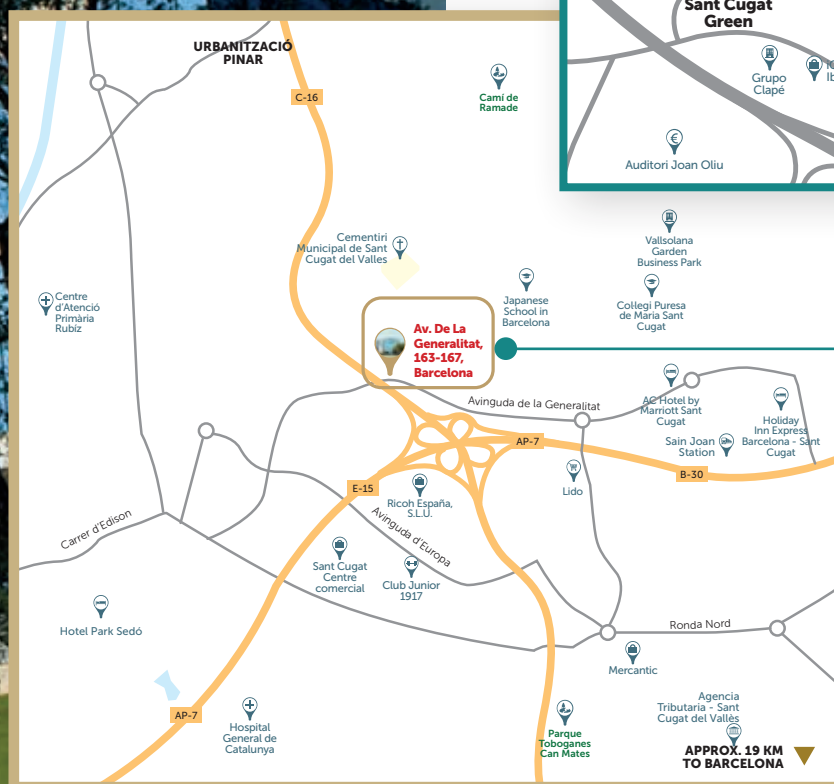 Sant Cugat
Green
Grupo
Clapé
Auditori Joan Oliu
URBANITZACIÓ
PINAR
C-16
Camí de
Ramade
Cementiri
Municipal de Sant
Cugat del Valles
Vallsolana
Garden
Business Park
Centre
d'Atenció
Primària
Rubíz
Japanese
School in
Barcelona
Col·legi Puresa
de Maria Sant
Cugat
Av. De La
Generalitat,
163-167,
Barcelona
Avinguda de la Generalitat
AC Hotel by
Marriott Sant
Cugat
Holiday
Inn Express
Barcelona - Sant
Cugat
Sain Joan
Station
AP-7
B-30
E-15
Lido
Ricoh España,
S.L.U.
Avinguda d'Europa
Carrer d'Edison
Sant Cugat
Centre
comercial
Club Junior
1917
Hotel Park Sedó
Ronda Nord
Mercantic
AP-7
Hospital
General de
Catalunya
Parque
Toboganes
Can Mates
Agencia
Tributaria - Sant
Cugat del Vallès
APPROX. 19 KM
TO BARCELONA